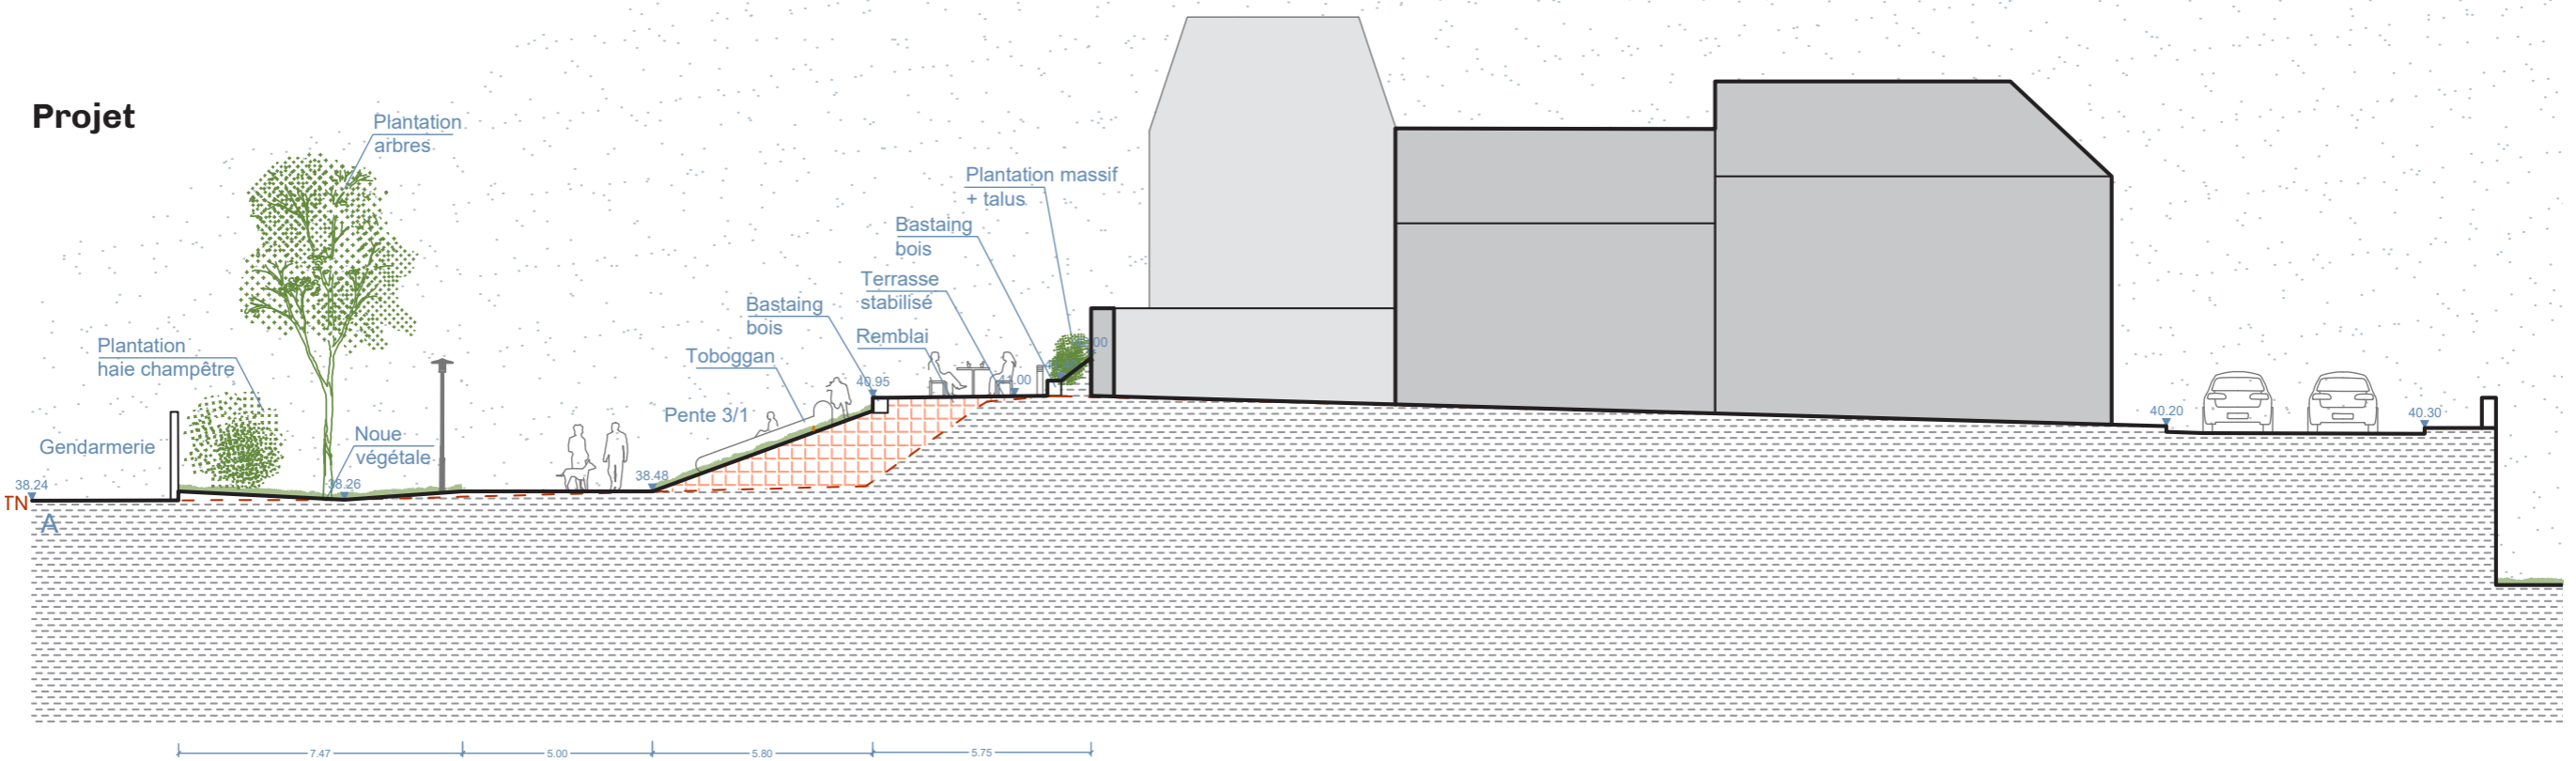 Projet
Plantation
arbres
Plantation massif
+ talus
Bastaing
bois
Terrasse
stabilisé
Bastaing
bois
Remblai
Toboggan
Plantation
haie champêtre
Pente 3/1
Gendarmerie
Noue
végétale
40.95
38.48
38.24
38.26
40.20
40.30
TN
A
7.47
5.00
5.80
5.75